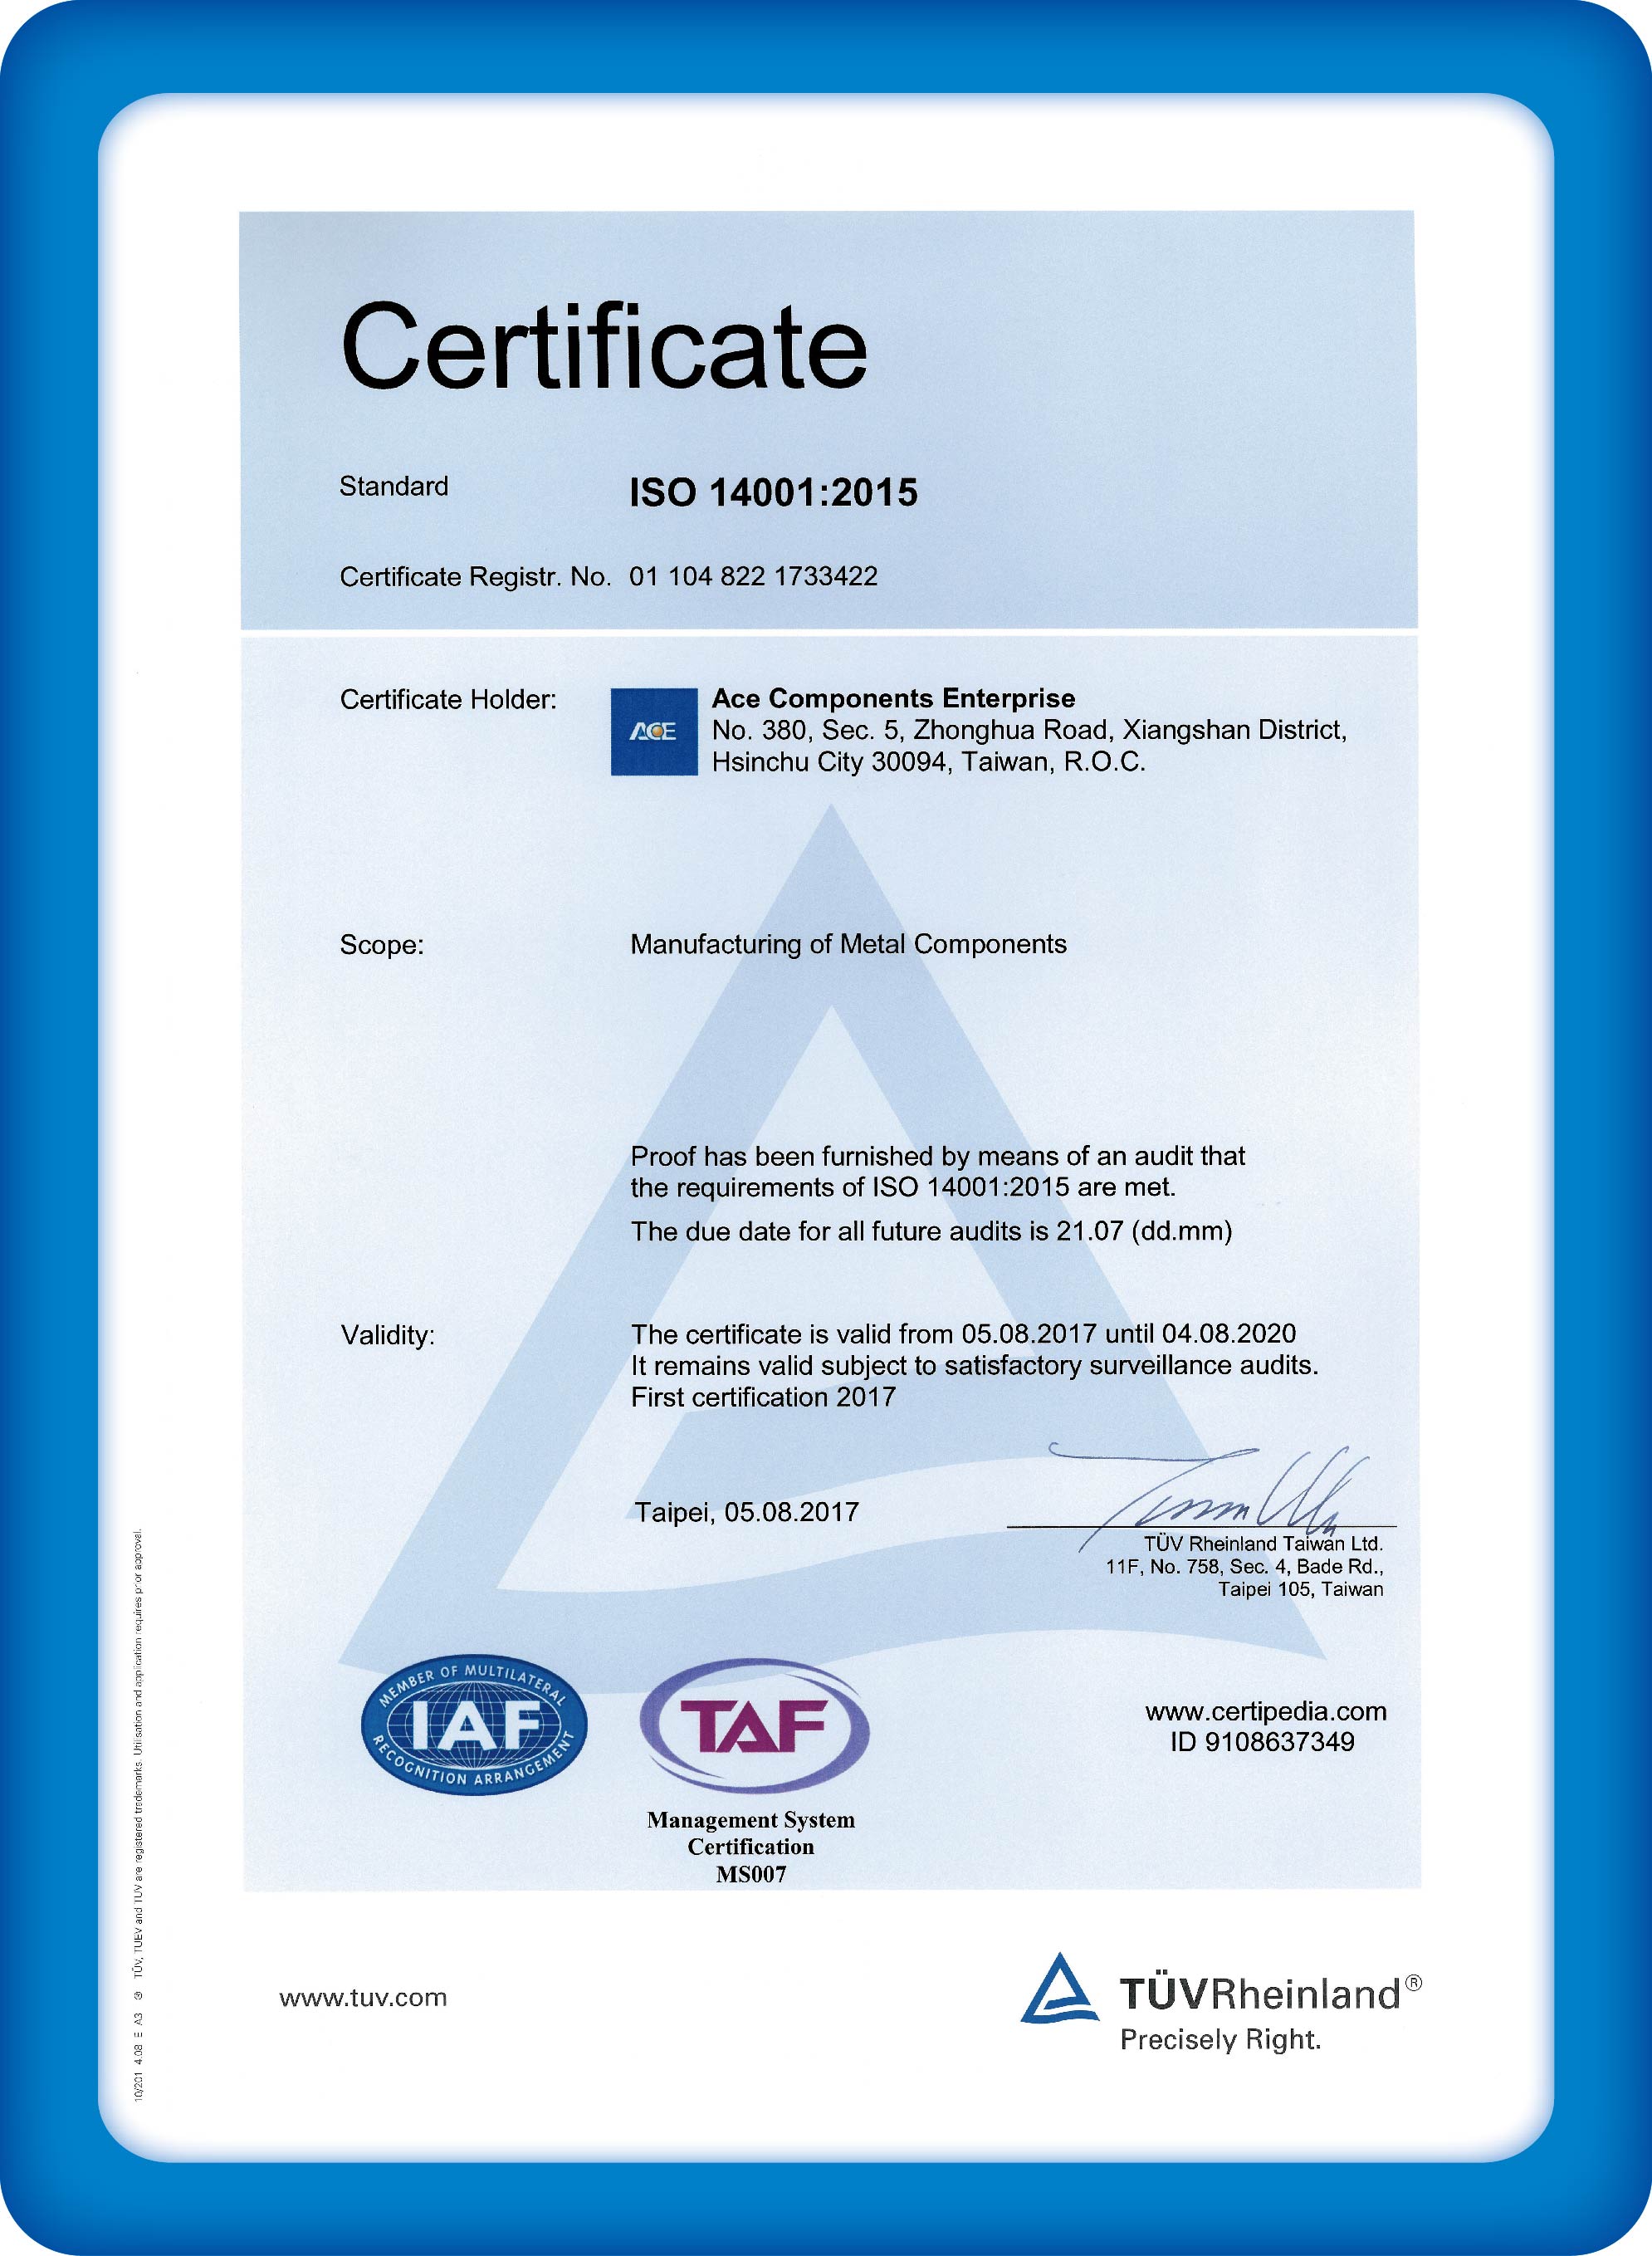 Certificate
Standard ISO 14001:2015
Certificate Registr. No. 01 104 822 1733422
Certificate Holder:
ACE
Ace Components Enterprise
No. 380, Sec. 5, Zhonghua Road, Xiangshan District,
Hsinchu City 30094, Taiwan, R.O.C.
Scope: Manufacturing of Metal Components
Proof has been furnished by means of an audit that
the requirements of ISO 14001:2015 are met.
The due date for all future audits is 21.07 (dd.mm)
Validity: The certificate is valid from 05.08.2017 until 04.08.2020
It remains valid subject to satisfactory surveillance audits.
First certification 2017
Taipei, 05.08.2017
TÜV Rheinland Taiwan Ltd.
11F, No. 758, Sec. 4, Bade Rd.,
Taipei 105, Taiwan
MEMBER OF MULTILATERAL
IAF
RECOGNITION ARRANGEMENT
TAF
Management System
Certification
MS007
www.certipedia.com
ID 9108637349
www.tuv.com
TÜVRheinland®
Precisely Right.
10/201 4.08 E A3 ® TÜV, TUEV and TUV are registered trademarks. Utilisation and application requires prior approval.